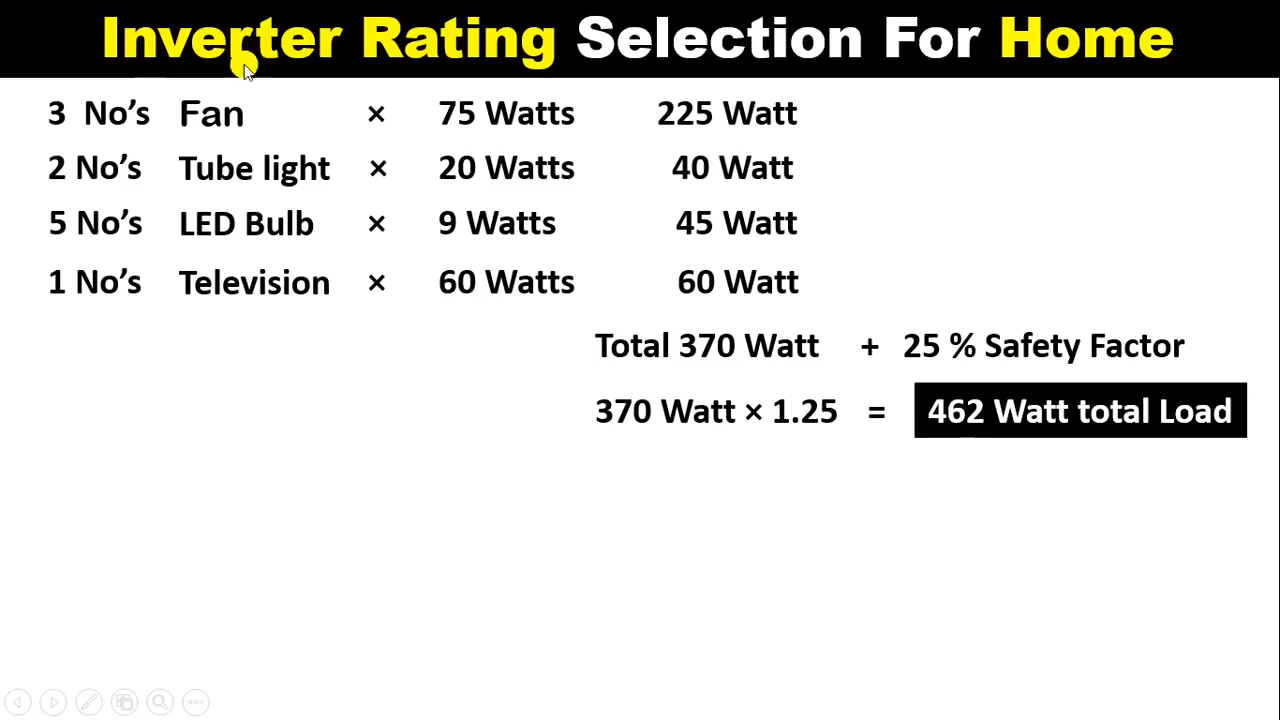 Inverter Rating Selection For Home
3 No’s Fan × 75 Watts 225 Watt
2 No’s Tube light × 20 Watts 40 Watt
5 No’s LED Bulb × 9 Watts 45 Watt
1 No’s Television × 60 Watts 60 Watt
Total 370 Watt + 25 % Safety Factor
370 Watt × 1.25 = 462 Watt total Load